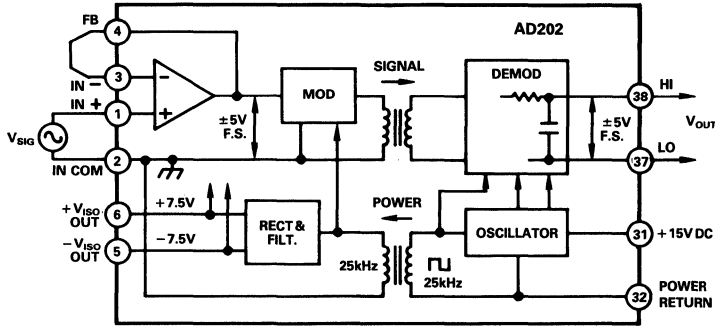 FB
4
AD202
SIGNAL
DEMOD
IN –
3
–
HI
38
MOD
IN +
1
+
±5V
F.S.
±5V
F.S.
VOUT
VSIG
LO
37
2
IN COM
POWER
+VISO
OUT
6
+7.5V
RECT &
FILT.
OSCILLATOR
31
+15V DC
–VISO
OUT
5
–7.5V
25kHz
25kHz
32
POWER
RETURN